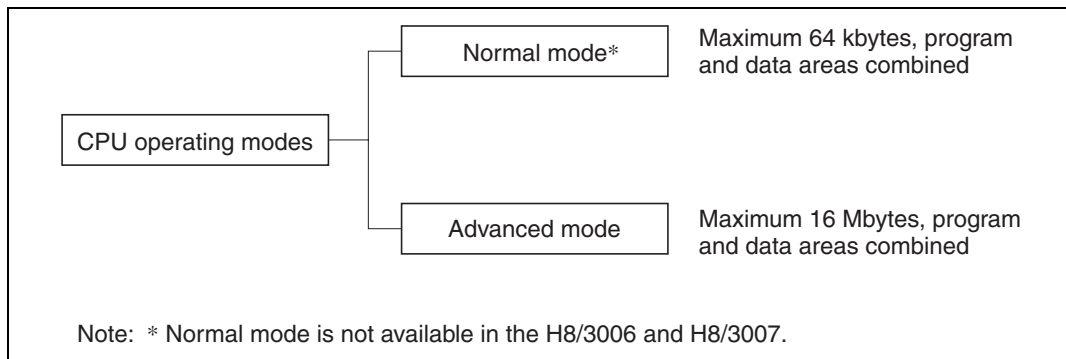 Normal mode*
Maximum 64 kbytes, program
and data areas combined
CPU operating modes
Advanced mode
Maximum 16 Mbytes, program
and data areas combined
Note: * Normal mode is not available in the H8/3006 and H8/3007.